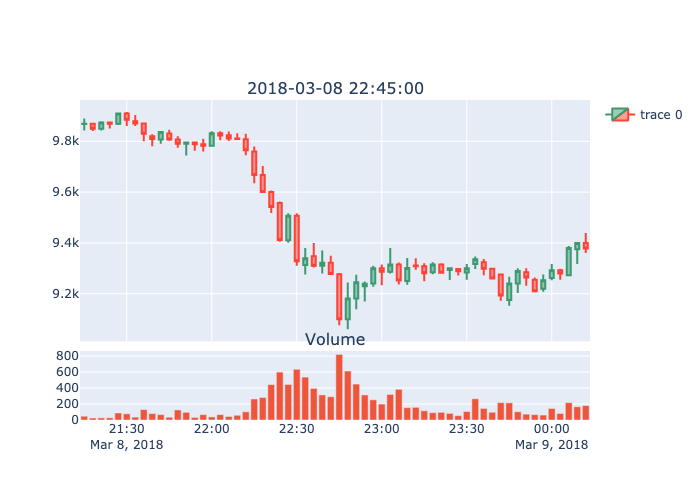 2018-03-08 22:45:00
trace 0
9.8k
9.6k
9.4k
9.2k
Volume
800
600
400
200
0
21:30 22:00 22:30 23:00 23:30 00:00
Mar 8, 2018 Mar 9, 2018